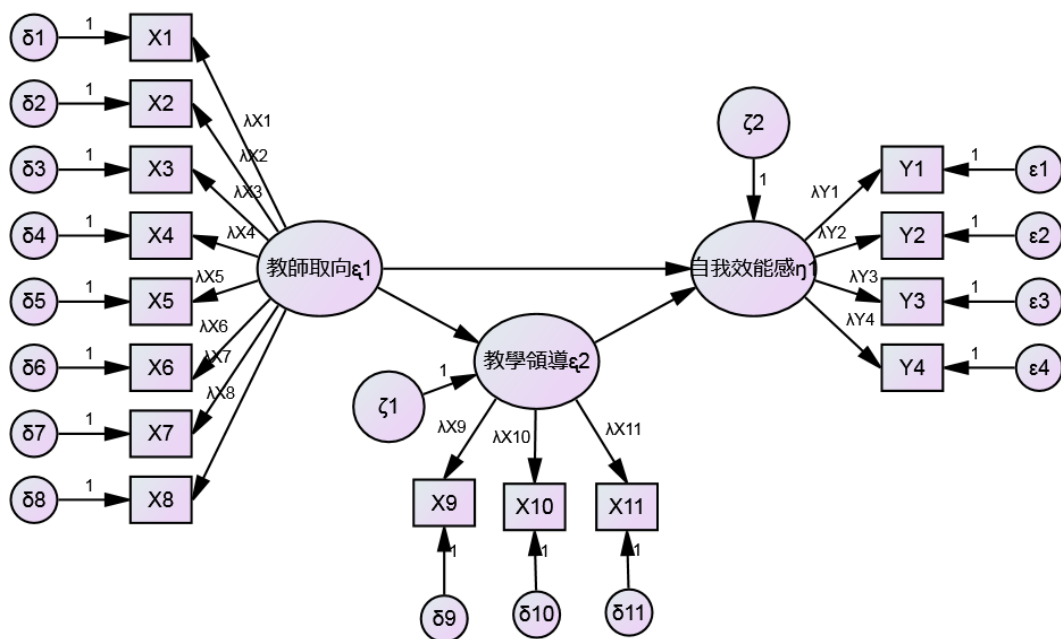 δ1
1
X1
δ2
1
X2
δ3
1
X3
δ4
1
X4
δ5
1
X5
δ6
1
X6
δ7
1
X7
δ8
1
X8
λX1
λX2
λX3
λX4
λX5
λX6
λX7
λX8
教師取向ξ1
ζ1
1
教學領導ξ2
λX9
λX10
λX11
X9
X10
X11
1
1
1
δ9
δ10
δ11
ζ2
1
自我效能感η1
λY1
λY2
λY3
λY4
Y1
1
ε1
Y2
1
ε2
Y3
1
ε3
Y4
1
ε4